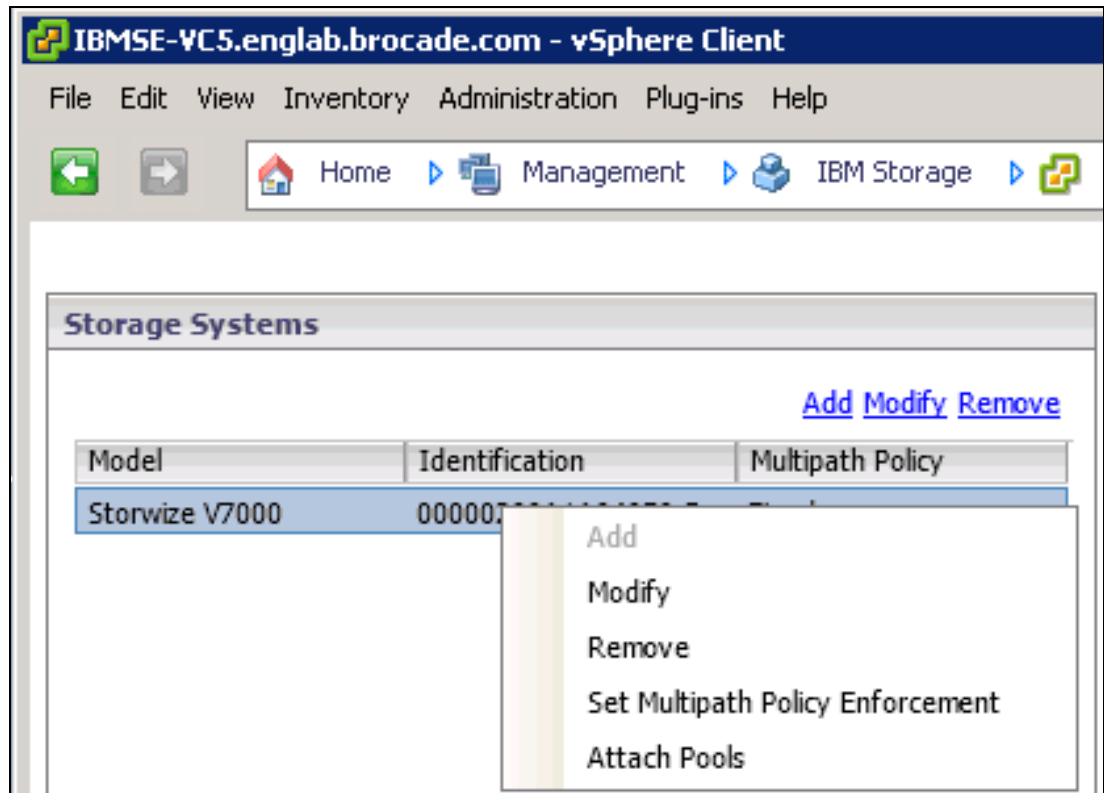 IBMSE-VC5.englab.brocade.com - vSphere Client
File Edit View Inventory Administration Plug-ins Help
Home Management IBM Storage
Storage Systems
Add Modify Remove
Model Identification Multipath Policy
Storwize V7000
Add
Modify
Remove
Set Multipath Policy Enforcement
Attach Pools